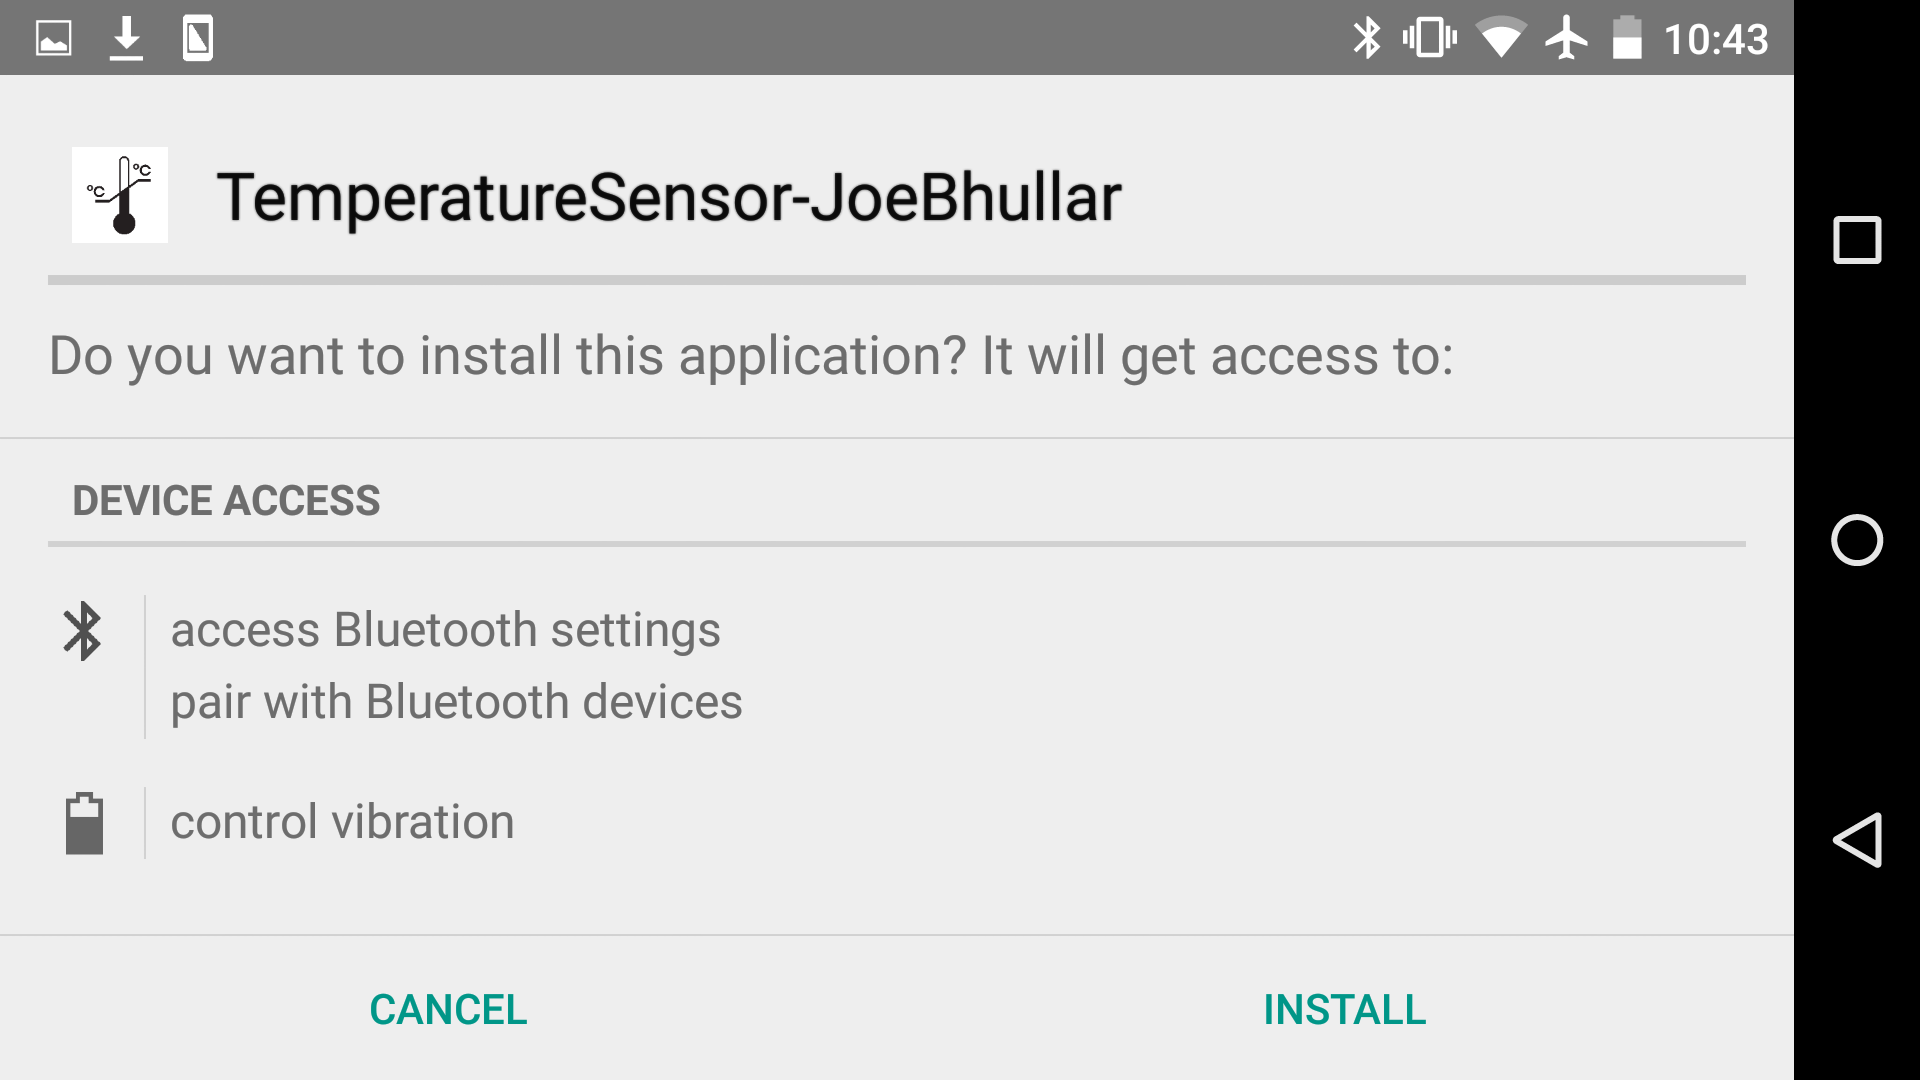 10:43
°C
°C
TemperatureSensor-JoeBhullar
Do you want to install this application? It will get access to:
DEVICE ACCESS
access Bluetooth settings
pair with Bluetooth devices
control vibration
CANCEL
INSTALL